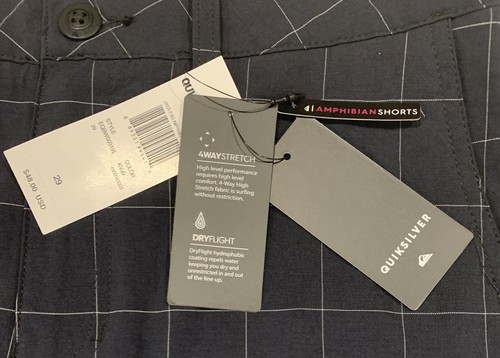 QU
STYLE:
COLOR:
29
$48.00 USD
4WAYSTRETCH
High level performance
requires high level
comfort. 4-Way High
Stretch fabric is surfing
without restriction.
DRYFLIGHT
DryFlight hydrophobic
coating repels water
keeping you dry and
unrestricted in and out
of the line up.
AMPHIBIANSHORTS
QUIKSILVER